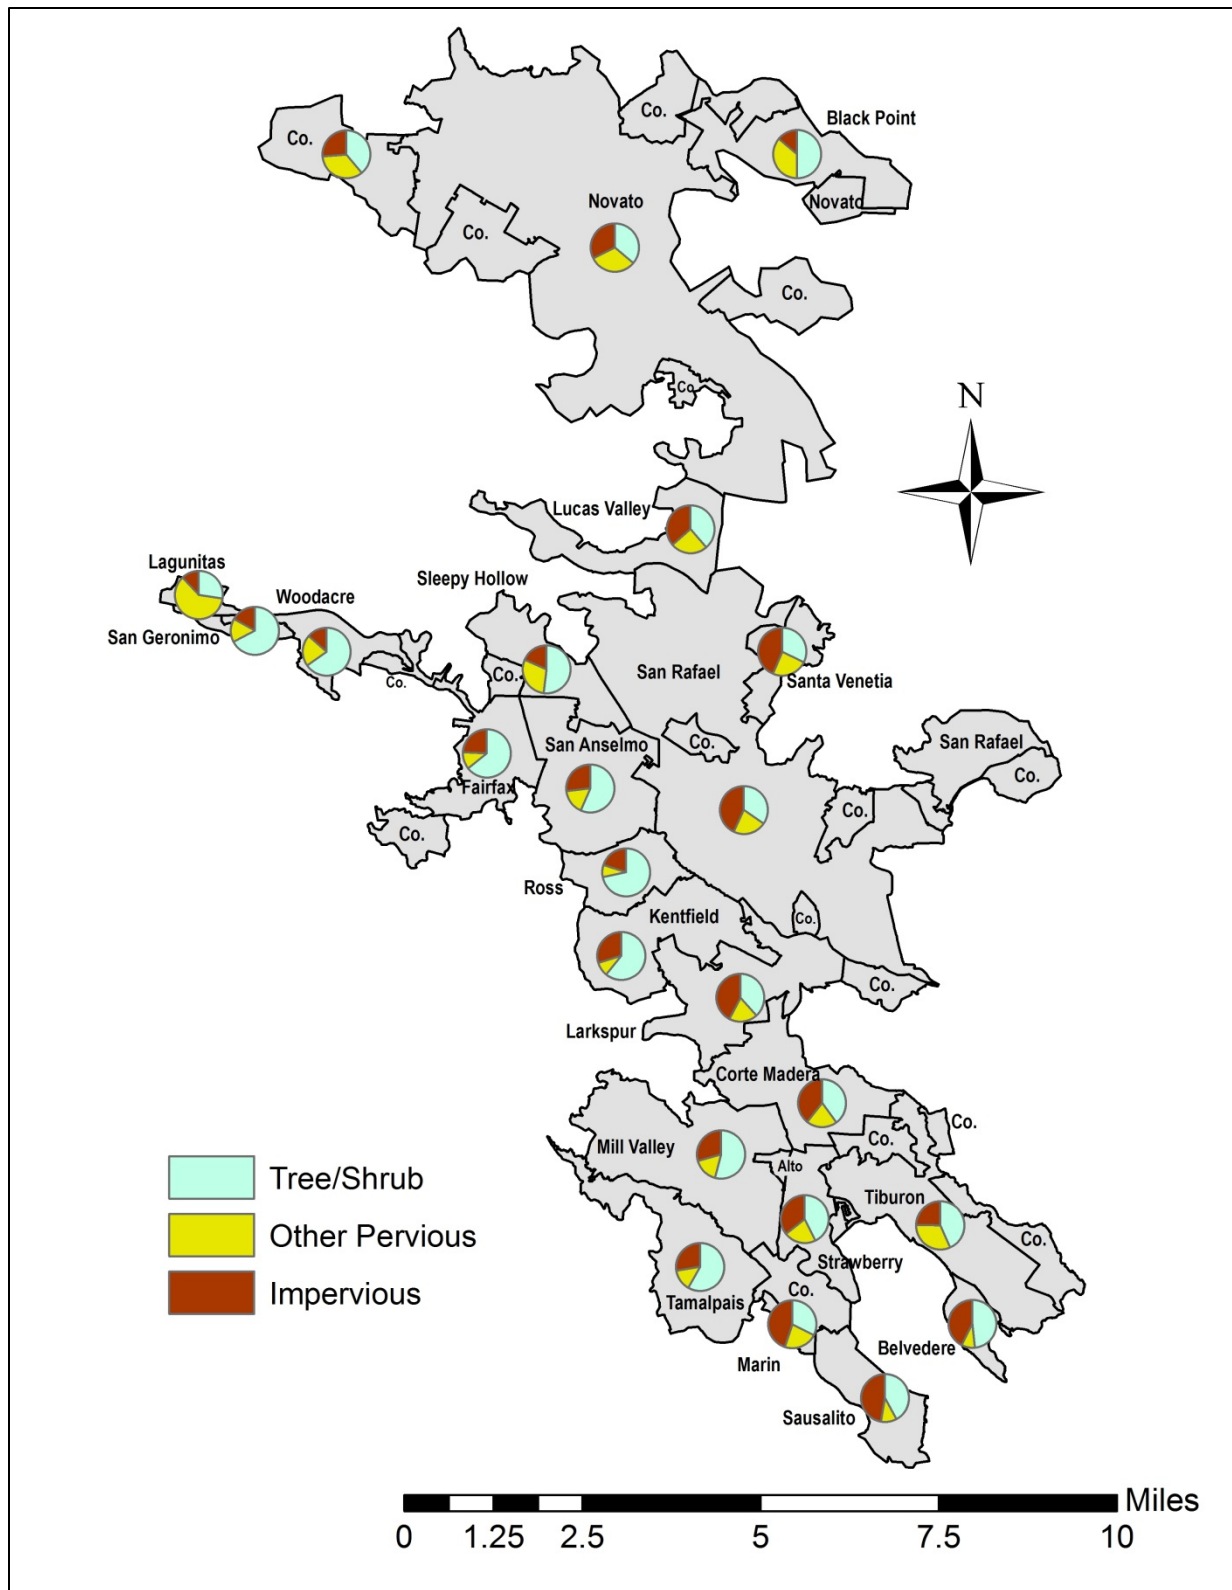 Co.
Black Point
Co.
Novato
Novato
Co.
Co.
Co.
N
Lucas Valley
Lagunitas
Sleepy Hollow
Woodacre
San Geronimo
San Rafael
Co.
Co.
Santa Venetia
San Anselmo
Co.
San Rafael
Co.
Fairfax
Co.
Co.
Ross
Kentfield
Co.
Co.
Larkspur
Corte Madera
Co.
Mill Valley
Alto
Co.
Tree/Shrub
Tiburon
Other Pervious
Co.
Strawberry
Impervious
Co.
Tamalpais
Belvedere
Marin
Sausalito
Miles
0 1.25 2.5 5 7.5 10